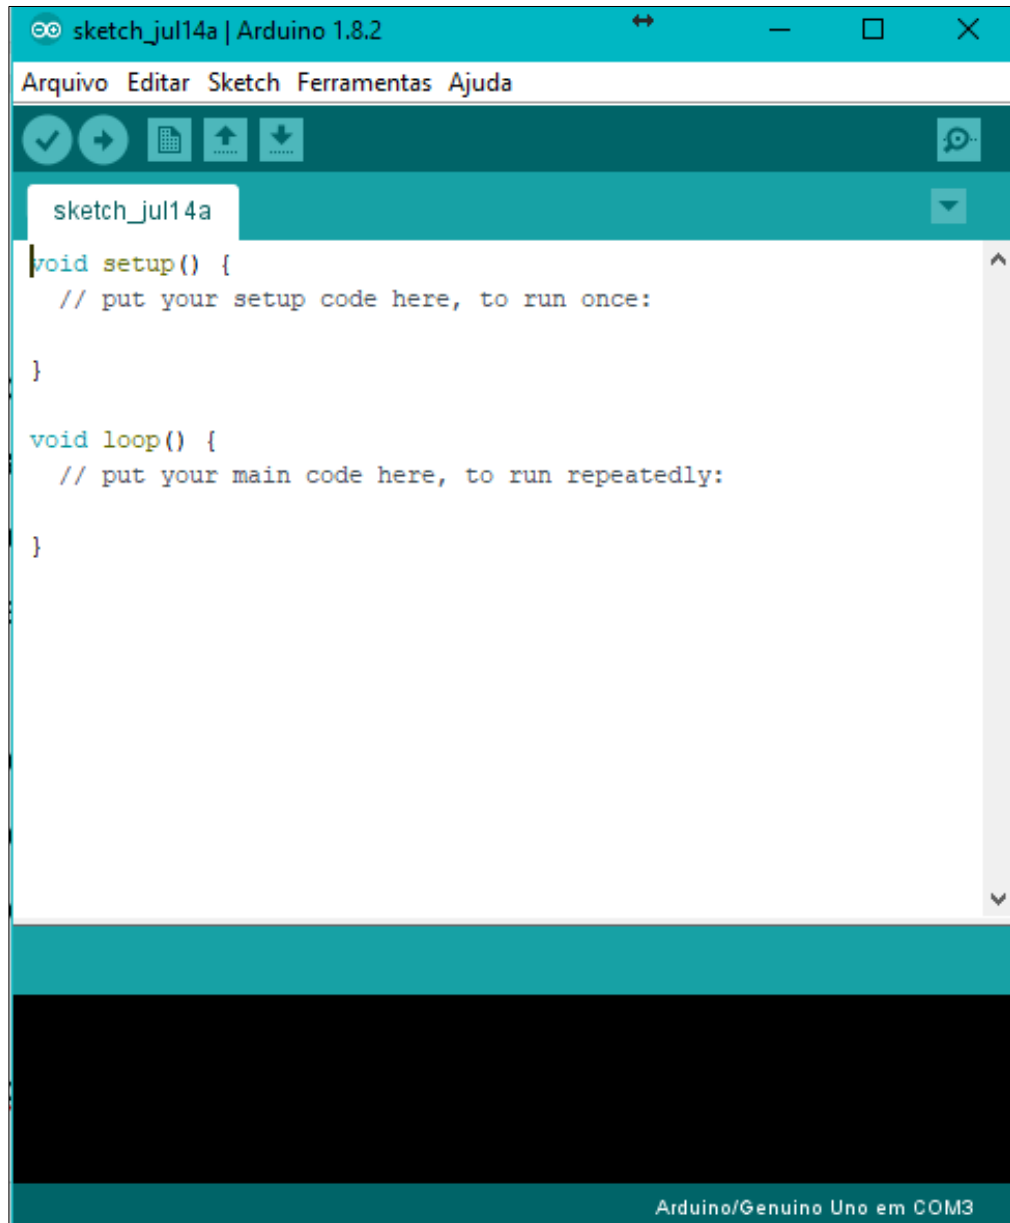 sketch_jul14a | Arduino 1.8.2
Arquivo Editar Sketch Ferramentas Ajuda
sketch_jul14a
void setup() {
  // put your setup code here, to run once:
}
void loop() {
  // put your main code here, to run repeatedly:
}
Arduino/Genuino Uno em COM3